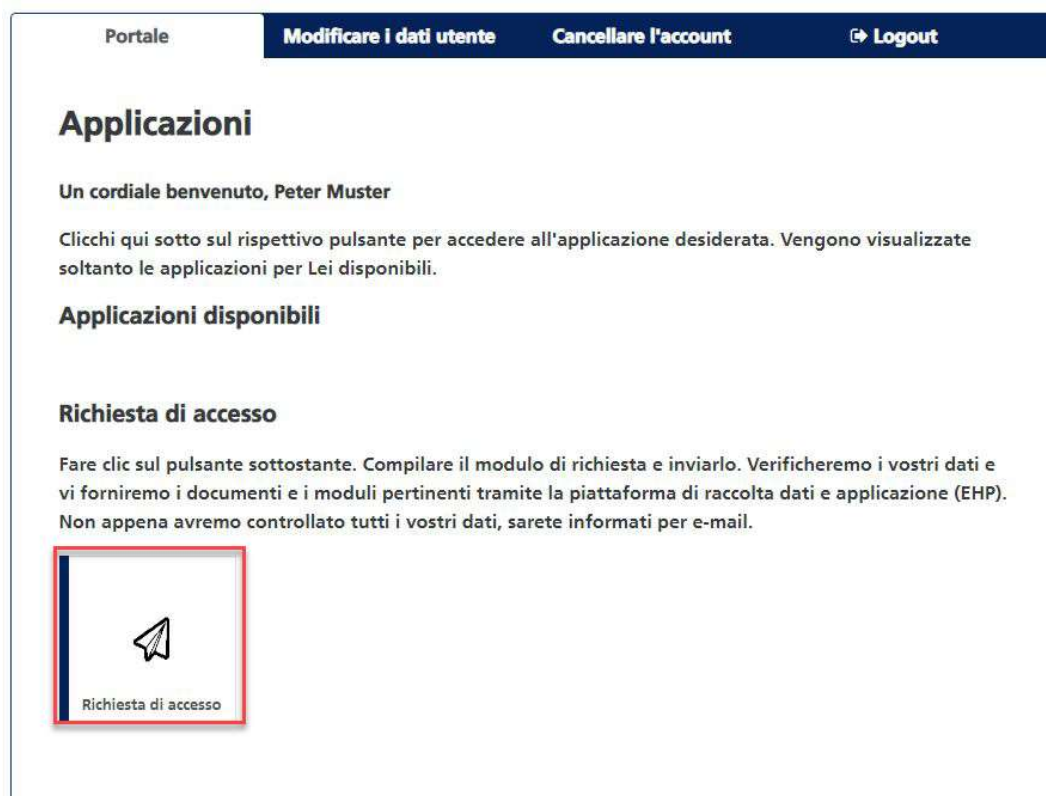 Portale
Modificare i dati utente
Cancellare l'account
Logout
Applicazioni
Un cordiale benvenuto, Peter Muster
Clicchi qui sotto sul rispettivo pulsante per accedere all'applicazione desiderata. Vengono visualizzate
soltanto le applicazioni per Lei disponibili.
Applicazioni disponibili
Richiesta di accesso
Fare clic sul pulsante sottostante. Compilare il modulo di richiesta e inviarlo. Verificheremo i vostri dati e
vi forniremo i documenti e i moduli pertinenti tramite la piattaforma di raccolta dati e applicazione (EHP).
Non appena avremo controllato tutti i vostri dati, sarete informati per e-mail.
Richiesta di accesso